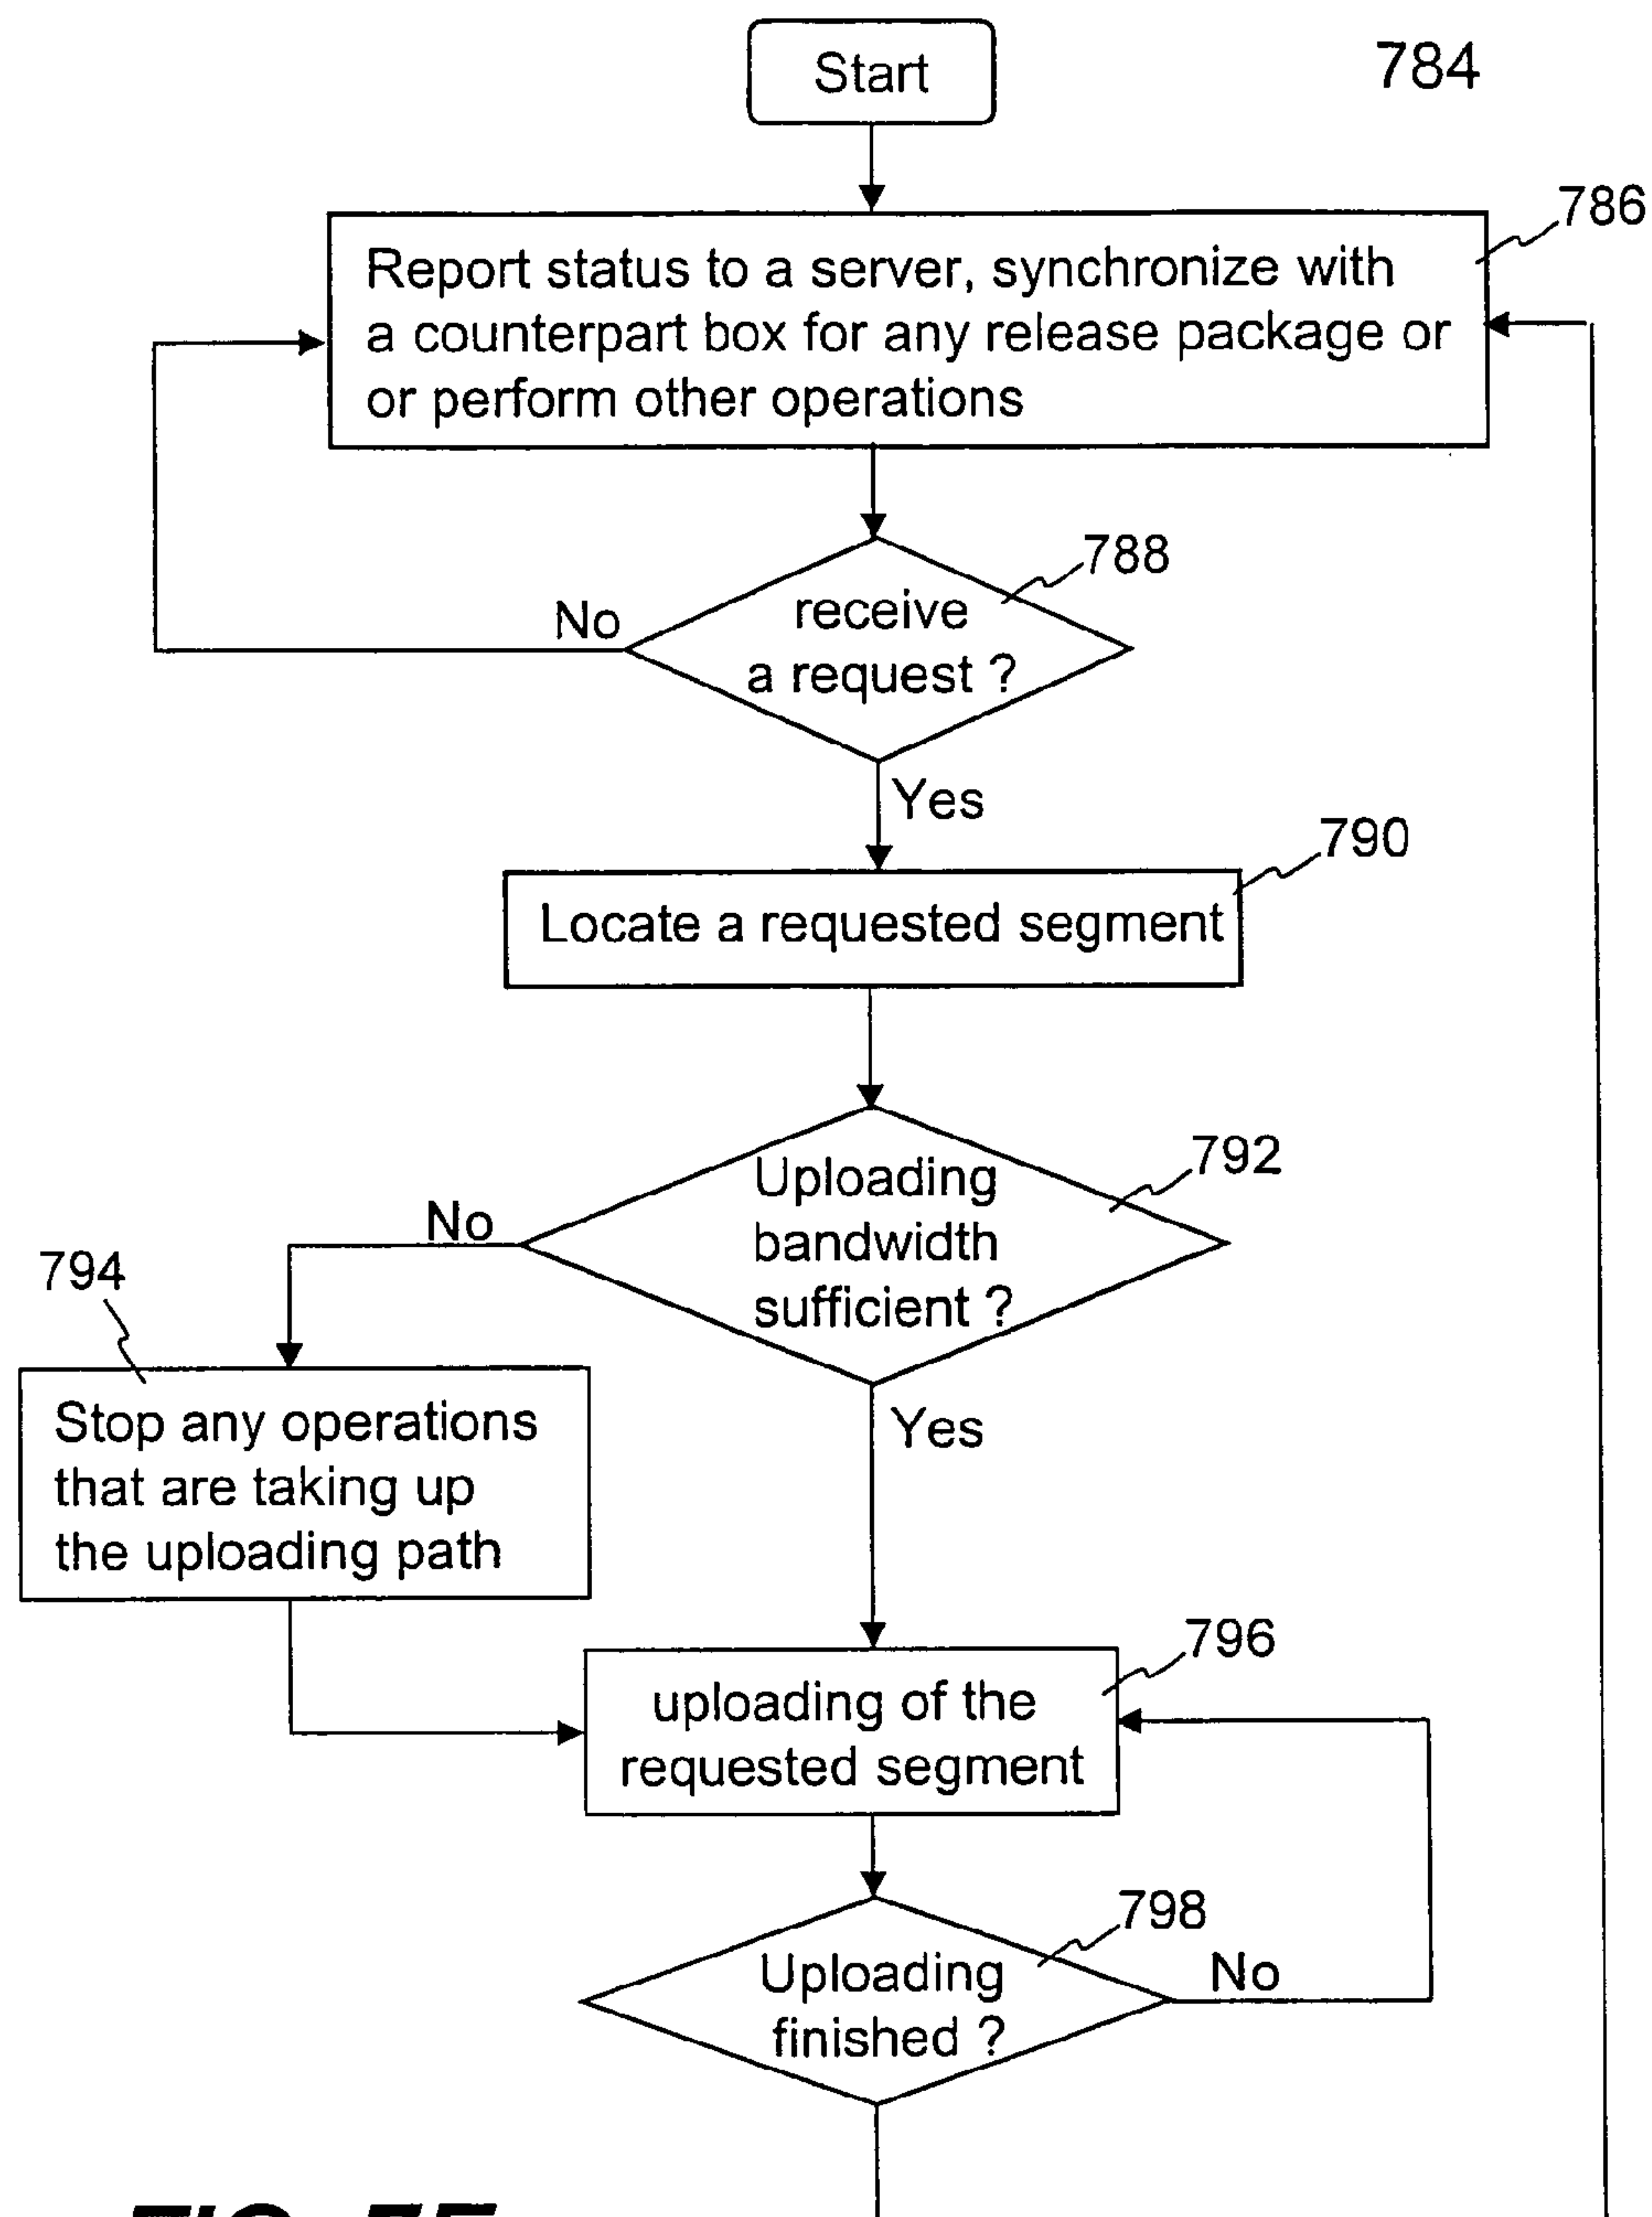 Start
784
786
Report status to a server, synchronize with
a counterpart box for any release package or
or perform other operations
788
receive
a request ?
No
Yes
790
Locate a requested segment
792
Uploading
bandwidth
sufficient ?
No
794
Yes
Stop any operations
that are taking up
the uploading path
796
uploading of the
requested segment
798
Uploading
finished ?
No